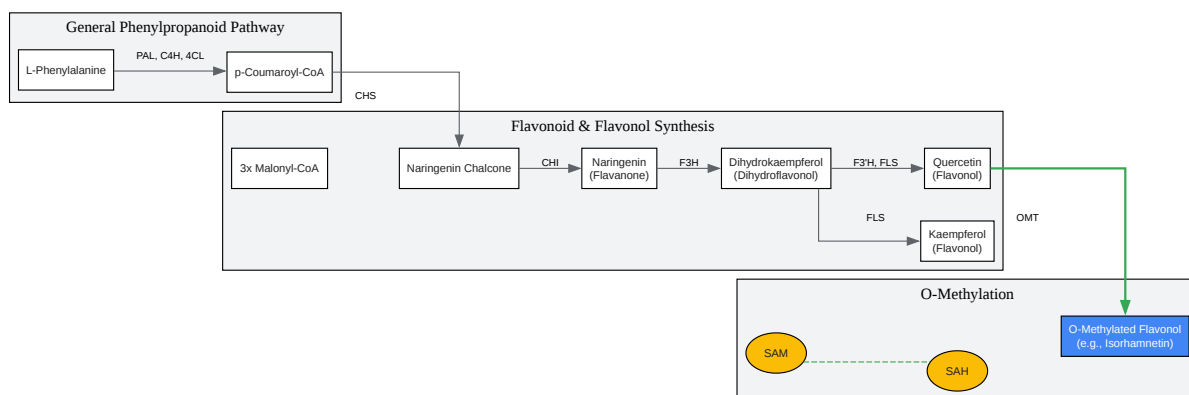 General Phenylpropanoid Pathway
L-Phenylalanine
PAL, C4H, 4CL
p-Coumaroyl-CoA
CHS
Flavonoid & Flavonol Synthesis
3x Malonyl-CoA
Naringenin Chalcone
CHI
Naringenin
(Flavanone)
F3H
Dihydrokaempferol
(Dihydroflavonol)
F3'H, FLS
Quercetin
(Flavonol)
FLS
Kaempferol
(Flavonol)
OMT
O-Methylation
SAM
SAH
O-Methylated Flavonol
(e.g., Isorhamnetin)